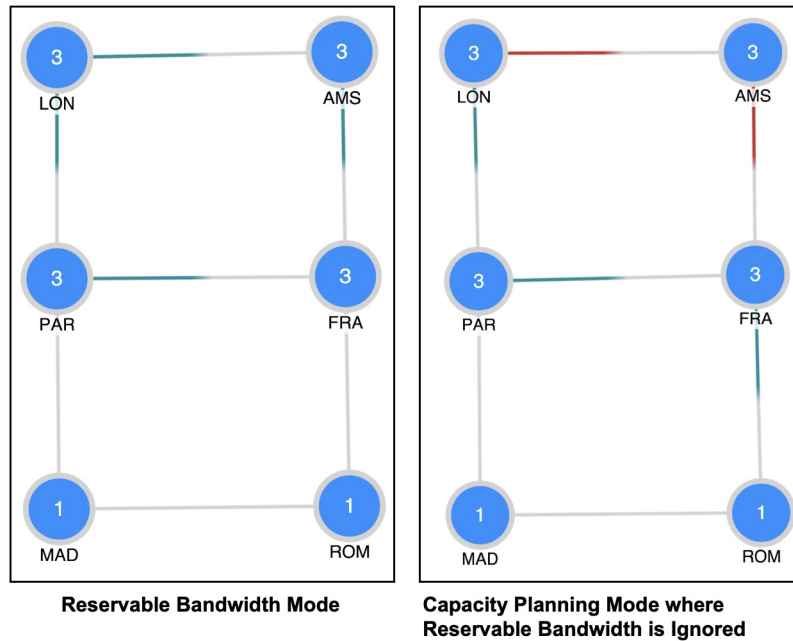 3
3
LON
AMS
3
3
PAR
FRA
1
1
MAD
ROM
Reservable Bandwidth Mode
3
3
LON
AMS
3
3
PAR
FRA
1
1
MAD
ROM
Capacity Planning Mode where
Reservable Bandwidth is Ignored